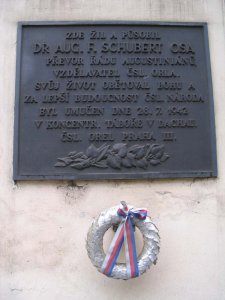 ZDE ŽIL A PŮSOBIL
DR AUG. F. SCHUBERT OSA
PŘEVOR ŘÁDU AUGUSTINIÁNŮ
VZDĚLAVATEL ČSL. ORLA.
SVŮJ ŽIVOT OBĚTOVAL BOHU A
ZA LEPŠÍ BUDOUCNOST ČSL. NÁRODA
BYL UMUČEN DNE 28. 7. 1942
V KONCENTR. TÁBOŘE V DACHAU
ČSL. OREL PRAHA III.